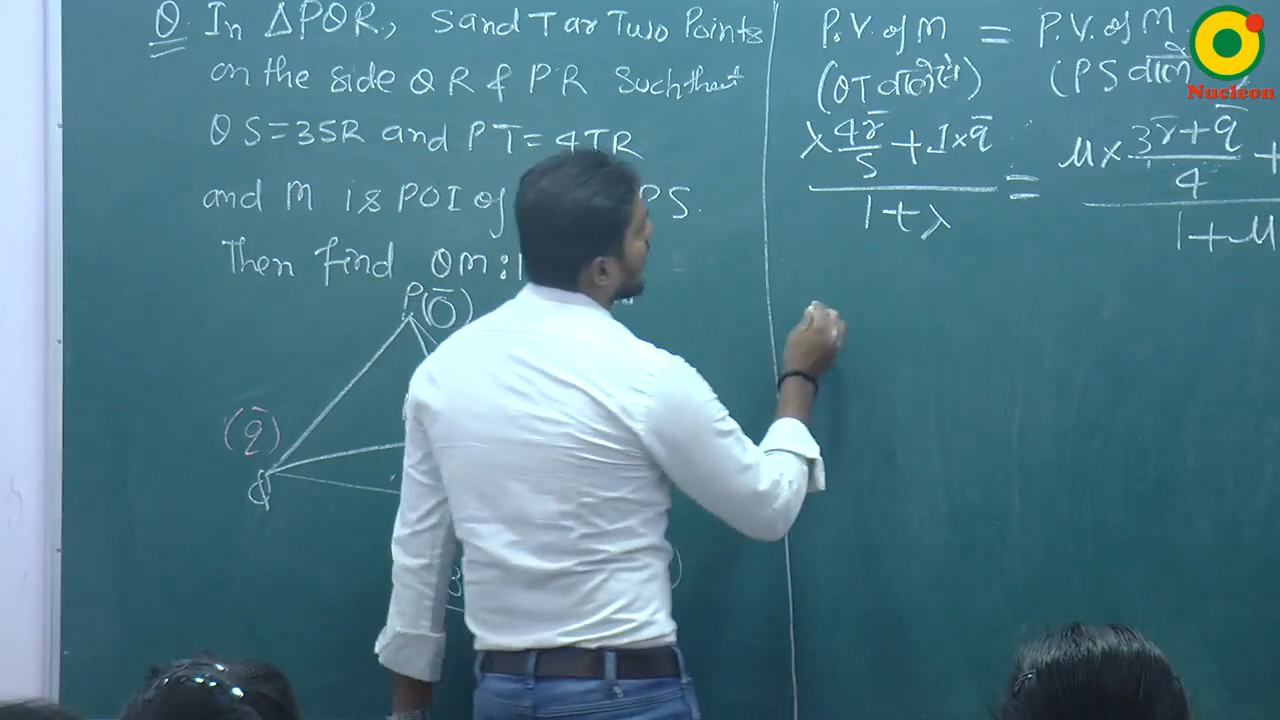 Q. In ΔPQR, S and T are Two Points
on the side QR & PR Such that
QS=3SR and PT=4TR
and M is POI of PS.
Then find QM:
P(0̄)
(q̄)
Q
3
P.V. of M = P.V. of M
(QT वाले से) (PS वाले
λ×4r̄/5+1×q̄ / 1+λ = μ×3r̄+q̄/4 + / 1+μ
Nucleon